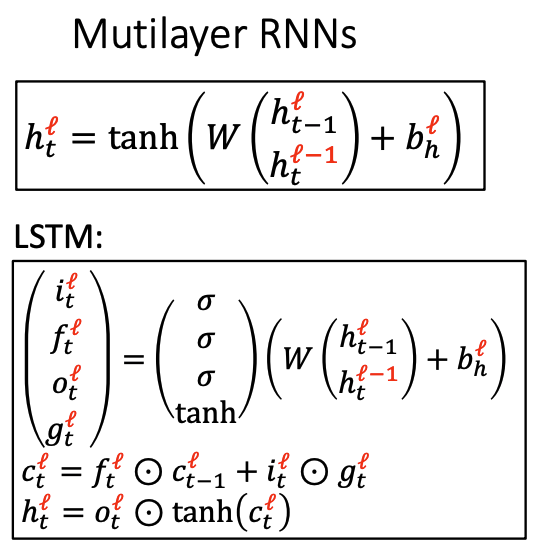 Mutilayer RNNs
h_t^ℓ = tanh(W(h_{t-1}^ℓ h_t^{ℓ-1}) + b_h^ℓ)
LSTM:
(i_t^ℓ f_t^ℓ o_t^ℓ g_t^ℓ) = (σ σ σ tanh)(W(h_{t-1}^ℓ h_t^{ℓ-1}) + b_h^ℓ)
c_t^ℓ = f_t^ℓ ⊙ c_{t-1}^ℓ + i_t^ℓ ⊙ g_t^ℓ
h_t^ℓ = o_t^ℓ ⊙ tanh(c_t^ℓ)